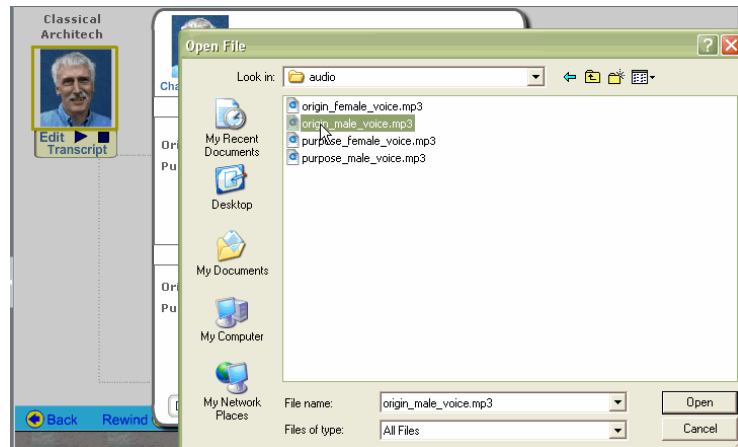 Classical
Architech
Edit
Transcript
Cha
Ori
Pu
Ori
Pu
Back
Rewind
Open File
Look in:
audio
My Recent
Documents
Desktop
My Documents
My Computer
My Network
Places
origin_female_voice.mp3
origin_male_voice.mp3
purpose_female_voice.mp3
purpose_male_voice.mp3
File name:
origin_male_voice.mp3
Open
Files of type:
All Files
Cancel